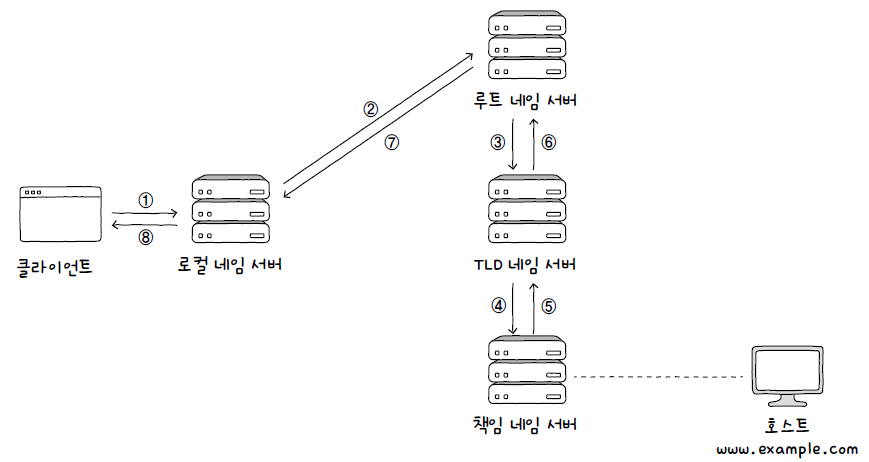 루트 네임 서버
②
⑦
③
⑥
①
⑧
클라이언트
로컬 네임 서버
TLD 네임 서버
④
⑤
책임 네임 서버
호스트
www.example.com